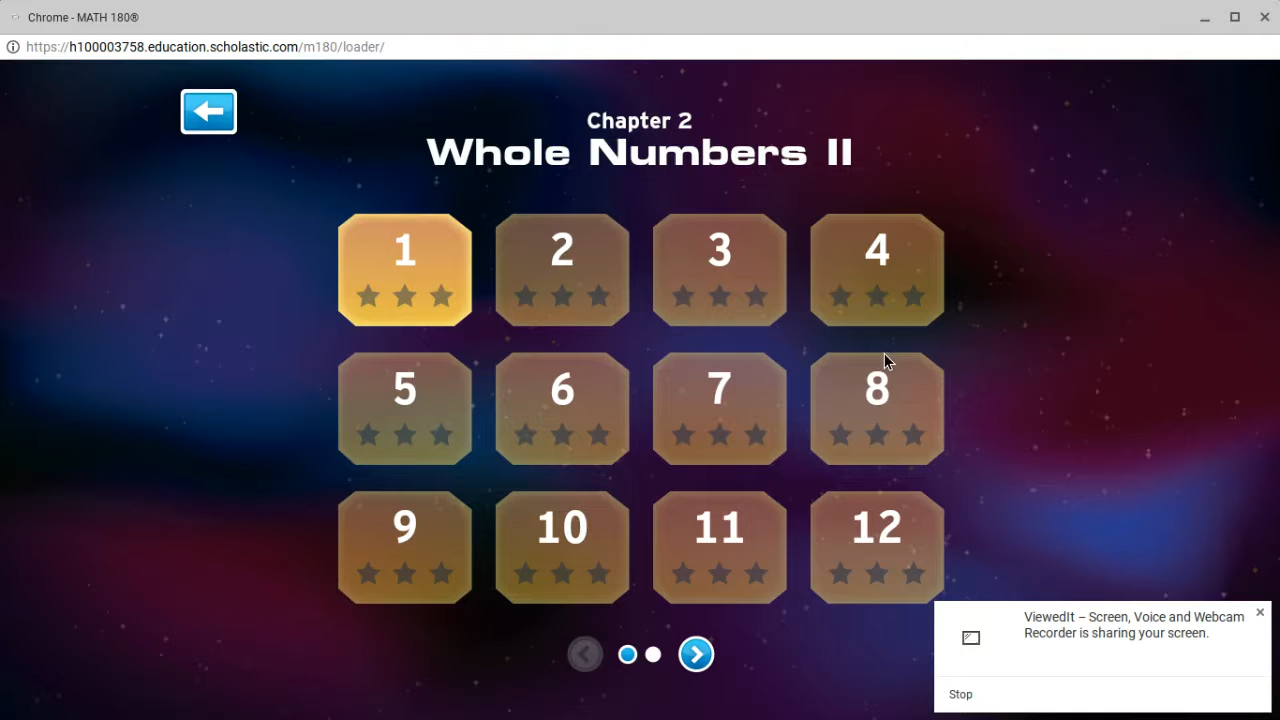 Chrome - MATH 180®
https://h100003758.education.scholastic.com/m180/loader/
Chapter 2
Whole Numbers II
1 2 3 4
5 6 7 8
9 10 11 12
ViewedIt – Screen, Voice and Webcam
Recorder is sharing your screen.
Stop